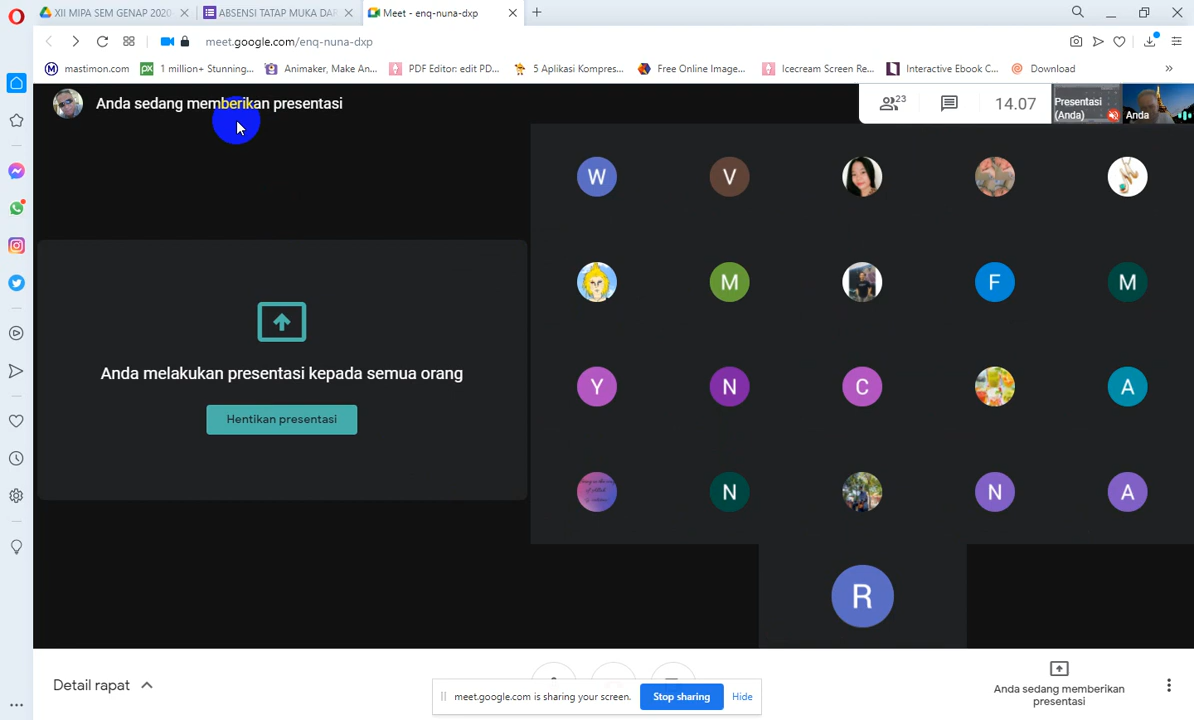 XII MIPA SEM GENAP 2020
ABSENSI TATAP MUKA DAR
Meet - enq-nuna-dxp
meet.google.com/enq-nuna-dxp
mastimon.com
1 million+ Stunning...
Animaker, Make An...
PDF Editor: edit PD...
5 Aplikasi Kompres...
Free Online Image...
Icecream Screen Re...
Interactive Ebook C...
Download
Anda sedang memberikan presentasi
23
14.07
Presentasi
(Anda)
Anda
W
V
M
F
M
Anda melakukan presentasi kepada semua orang
Hentikan presentasi
Y
N
C
A
N
N
A
R
Detail rapat
meet.google.com is sharing your screen.
Stop sharing
Hide
Anda sedang memberikan
presentasi